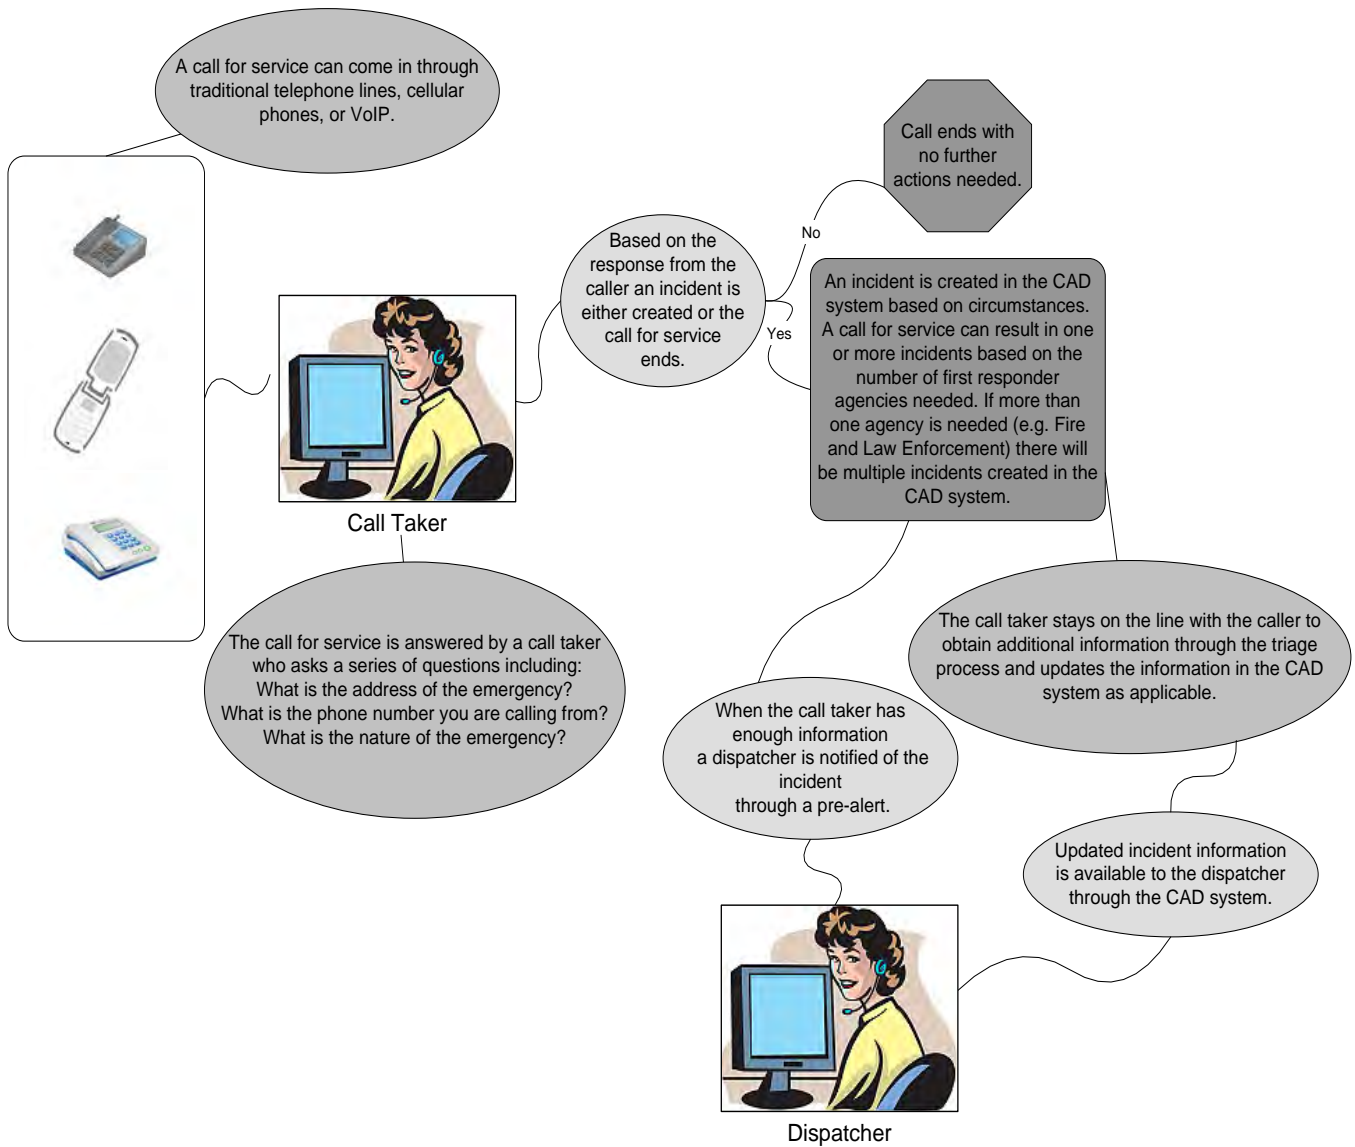 A call for service can come in through
traditional telephone lines, cellular
phones, or VoIP.
Call ends with
no further
actions needed.
No
Based on the
response from the
caller an incident is
either created or the
call for service
ends.
Yes
An incident is created in the CAD
system based on circumstances.
A call for service can result in one
or more incidents based on the
number of first responder
agencies needed. If more than
one agency is needed (e.g. Fire
and Law Enforcement) there will
be multiple incidents created in the
CAD system.
Call Taker
The call for service is answered by a call taker
who asks a series of questions including:
What is the address of the emergency?
What is the phone number you are calling from?
What is the nature of the emergency?
The call taker stays on the line with the caller to
obtain additional information through the triage
process and updates the information in the CAD
system as applicable.
When the call taker has
enough information
a dispatcher is notified of the
incident
through a pre-alert.
Updated incident information
is available to the dispatcher
through the CAD system.
Dispatcher